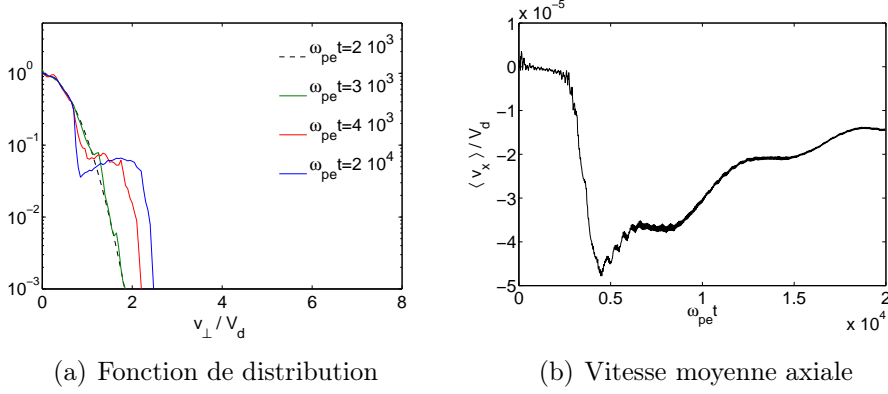 10^0
10^{-1}
10^{-2}
10^{-3}
0 2 4 6 8
v_⊥ / V_d
ω_pe t=2 10^3
ω_pe t=3 10^3
ω_pe t=4 10^3
ω_pe t=2 10^4
(a) Fonction de distribution
x 10^{-5}
1
0
−1
−2
−3
−4
−5
⟨ v_x ⟩ / V_d
0 0.5 1 1.5 2
ω_pe t
x 10^4
(b) Vitesse moyenne axiale